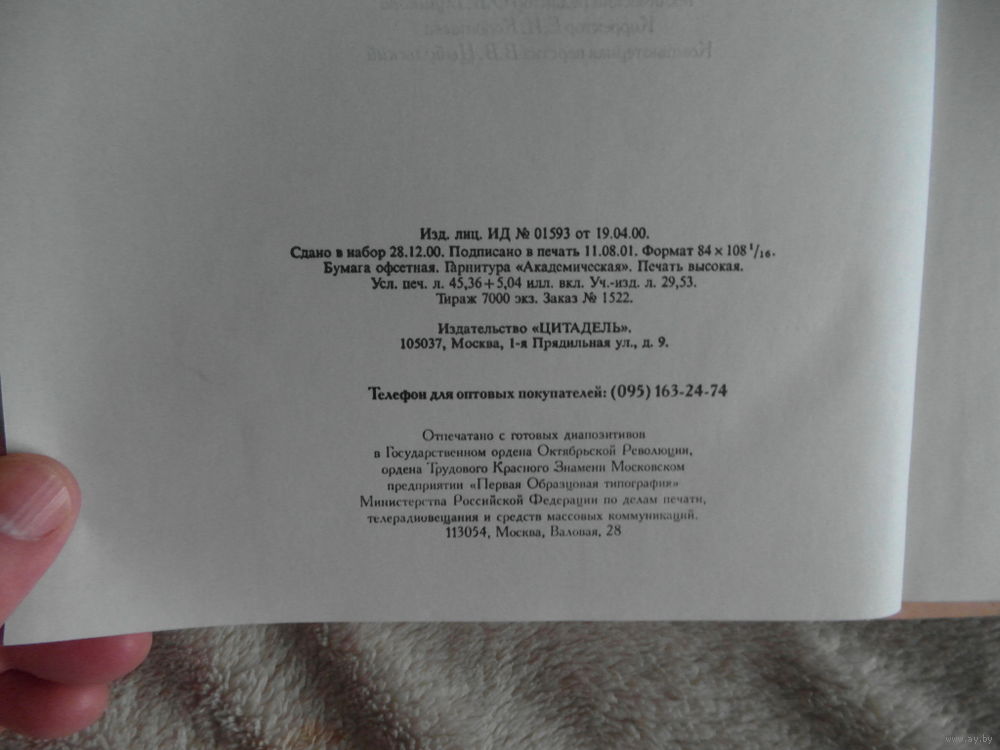 Изд. лиц. ИД № 01593 от 19.04.00.
Сдано в набор 28.12.00. Подписано в печать 11.08.01. Формат 84 × 108 ¹/₁₆.
Бумага офсетная. Гарнитура «Академическая». Печать высокая.
Усл. печ. л. 45,36 + 5,04 илл. вкл. Уч.-изд. л. 29,53.
Тираж 7000 экз. Заказ № 1522.
Издательство «ЦИТАДЕЛЬ».
105037, Москва, 1-я Прядильная ул., д. 9.
Телефон для оптовых покупателей: (095) 163-24-74
Отпечатано с готовых диапозитивов
в Государственном ордена Октябрьской Революции,
ордена Трудового Красного Знамени Московском
предприятии «Первая Образцовая типография»
Министерства Российской Федерации по делам печати,
телерадиовещания и средств массовых коммуникаций.
113054, Москва, Валовая, 28
www.ay.by